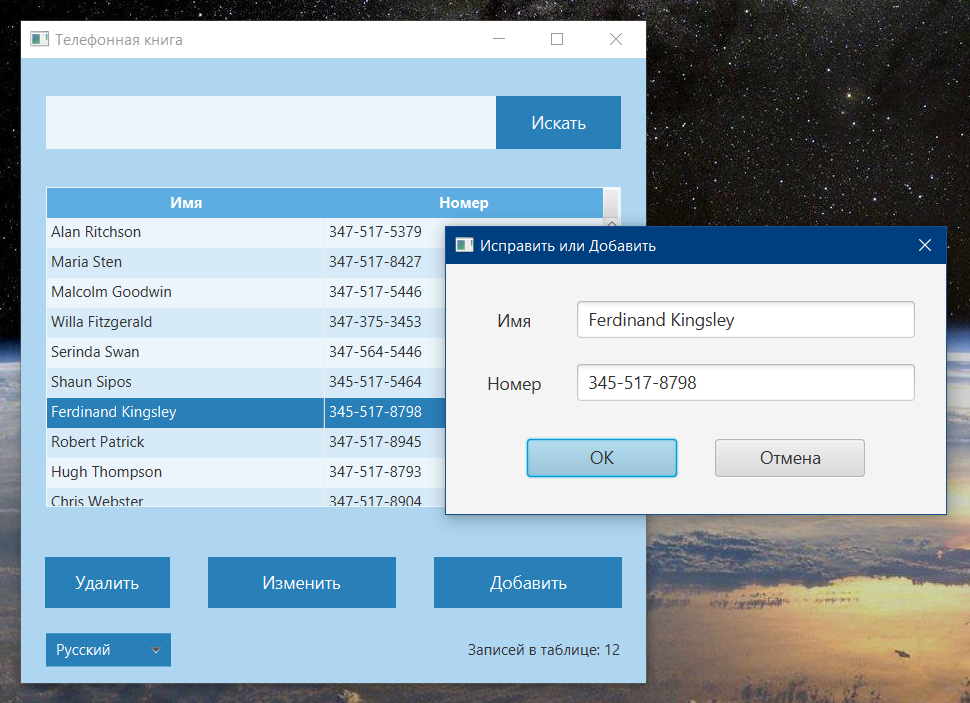 Телефонная книга
Искать
Имя Номер
Alan Ritchson 347-517-5379
Maria Sten 347-517-8427
Malcolm Goodwin 347-517-5446
Willa Fitzgerald 347-375-3453
Serinda Swan 347-564-5446
Shaun Sipos 345-517-5464
Ferdinand Kingsley 345-517-8798
Robert Patrick 347-517-8945
Hugh Thompson 347-517-8793
Chris Webster 347-517-8904
Удалить Изменить Добавить
Русский Записей в таблице: 12
Исправить или Добавить
Имя Ferdinand Kingsley
Номер 345-517-8798
OK Отмена